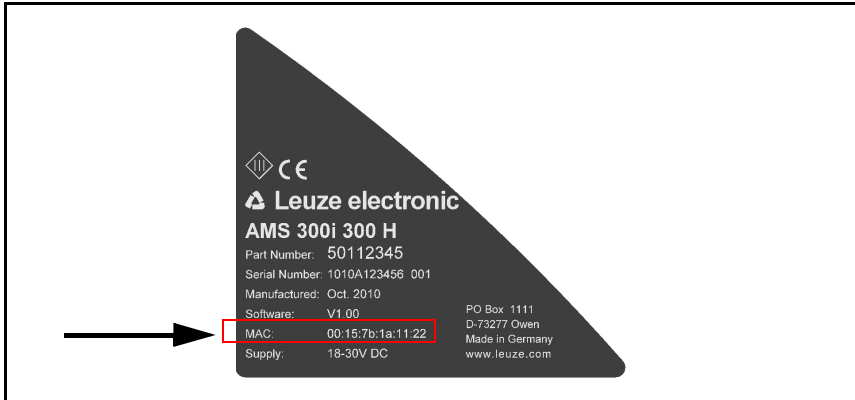 III CE
Leuze electronic
AMS 300i 300 H
Part Number: 50112345
Serial Number: 1010A123456 001
Manufactured: Oct. 2010
Software: V1.00
MAC: 00:15:7b:1a:11:22
Supply: 18-30V DC
PO Box 1111
D-73277 Owen
Made in Germany
www.leuze.com